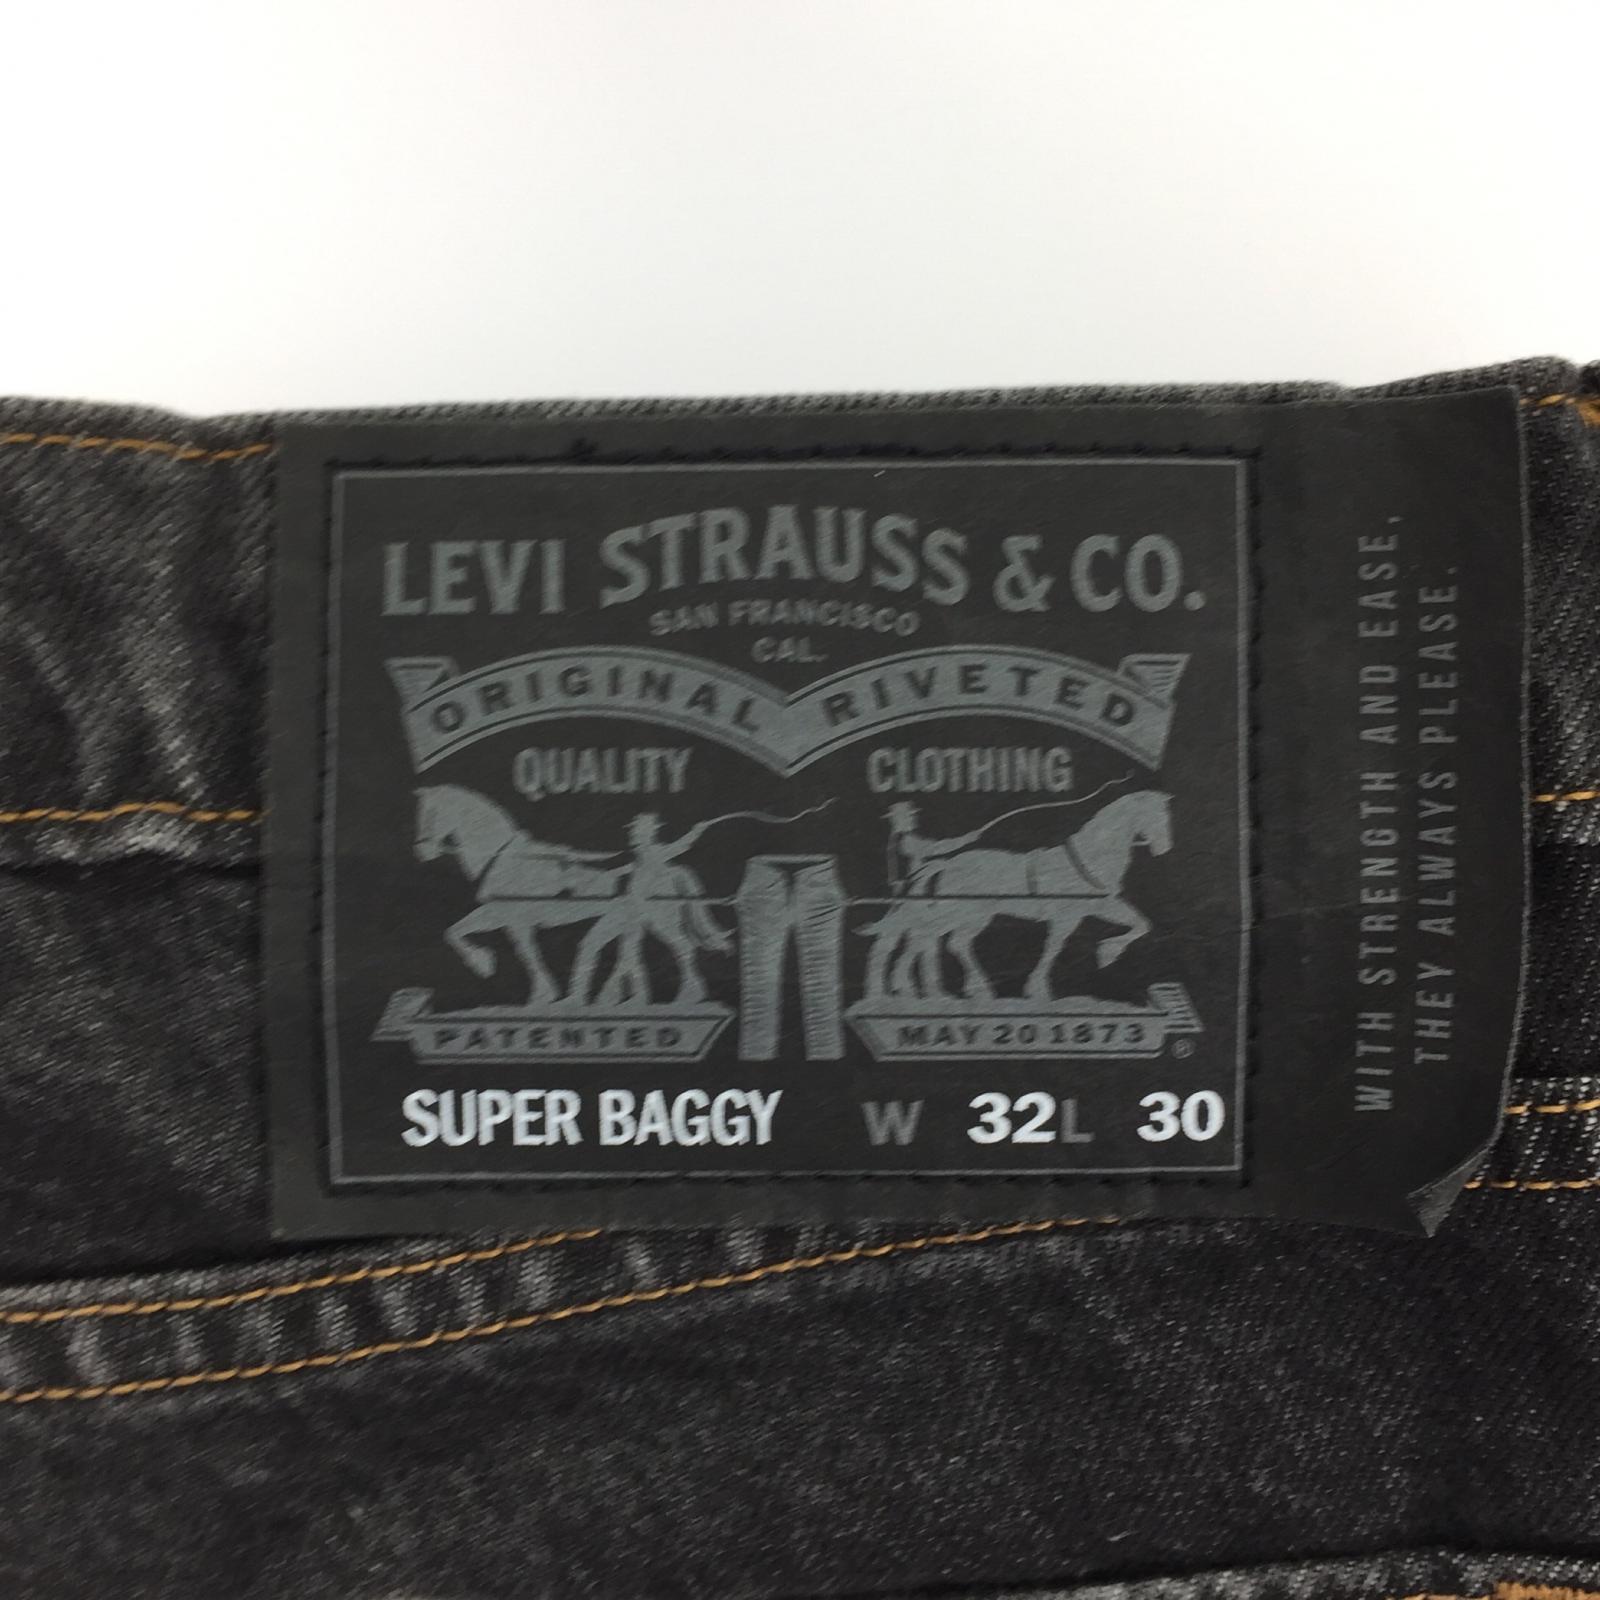 LEVI STRAUSS & CO.
SAN FRANCISCO
CAL.
ORIGINAL RIVETED
QUALITY CLOTHING
PATENTED MAY 20 1873 ®
SUPER BAGGY W 32 L 30
WITH STRENGTH AND EASE,
THEY ALWAYS PLEASE.